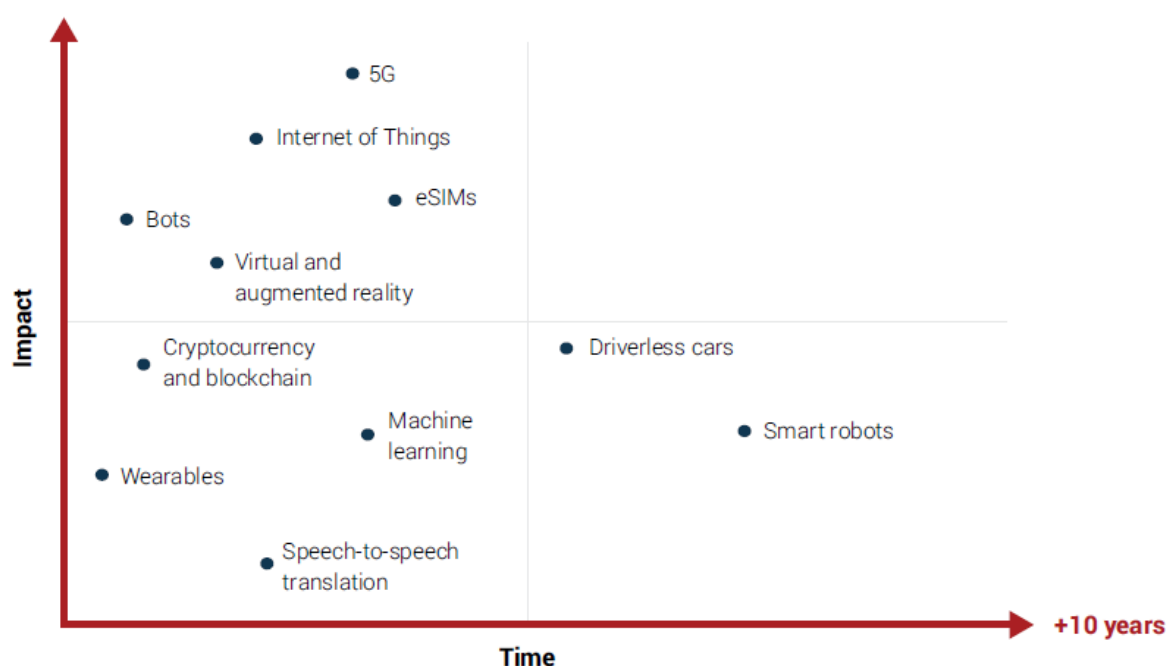 5G
Internet of Things
eSIMs
Bots
Virtual and
augmented reality
Impact
Cryptocurrency
and blockchain
Driverless cars
Machine
learning
Smart robots
Wearables
Speech-to-speech
translation
+10 years
Time